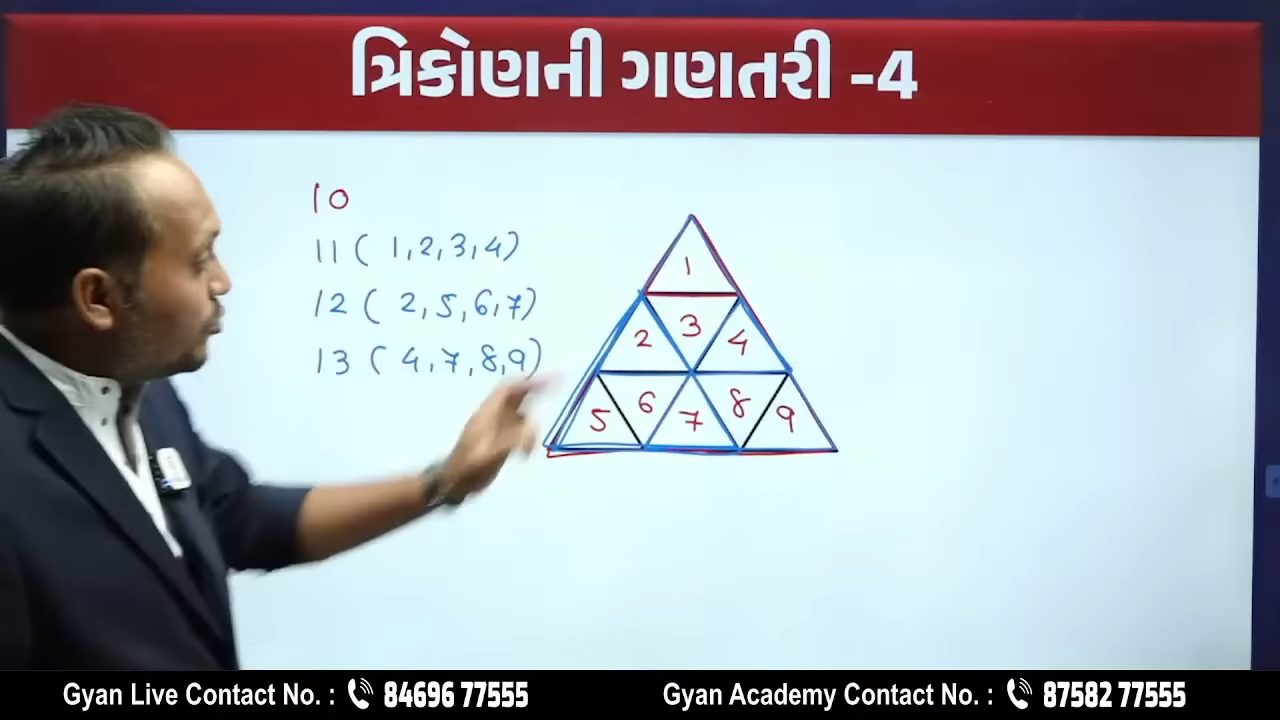 ત્રિકોણની ગણતરી -4
10
11 ( 1,2,3,4)
12 ( 2,5,6,7)
13 ( 4,7,8,9)
1
2 3 4
5 6 7 8 9
Gyan Live Contact No. : 84696 77555
Gyan Academy Contact No. : 87582 77555